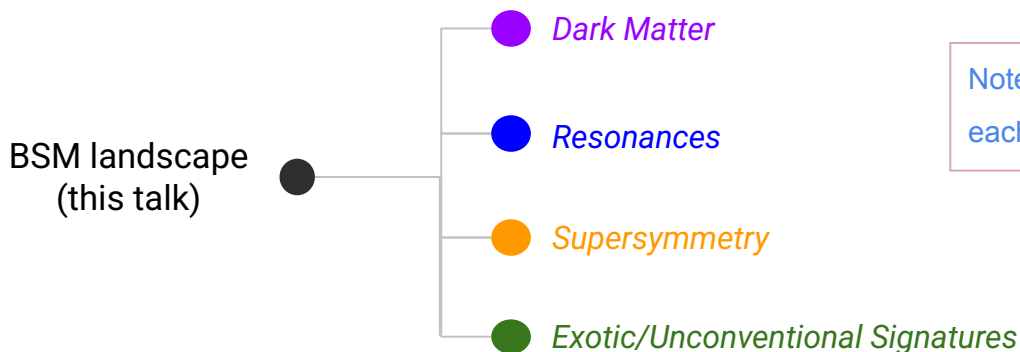 Dark Matter
Note
each
Resonances
BSM landscape
(this talk)
Supersymmetry
Exotic/Unconventional Signatures